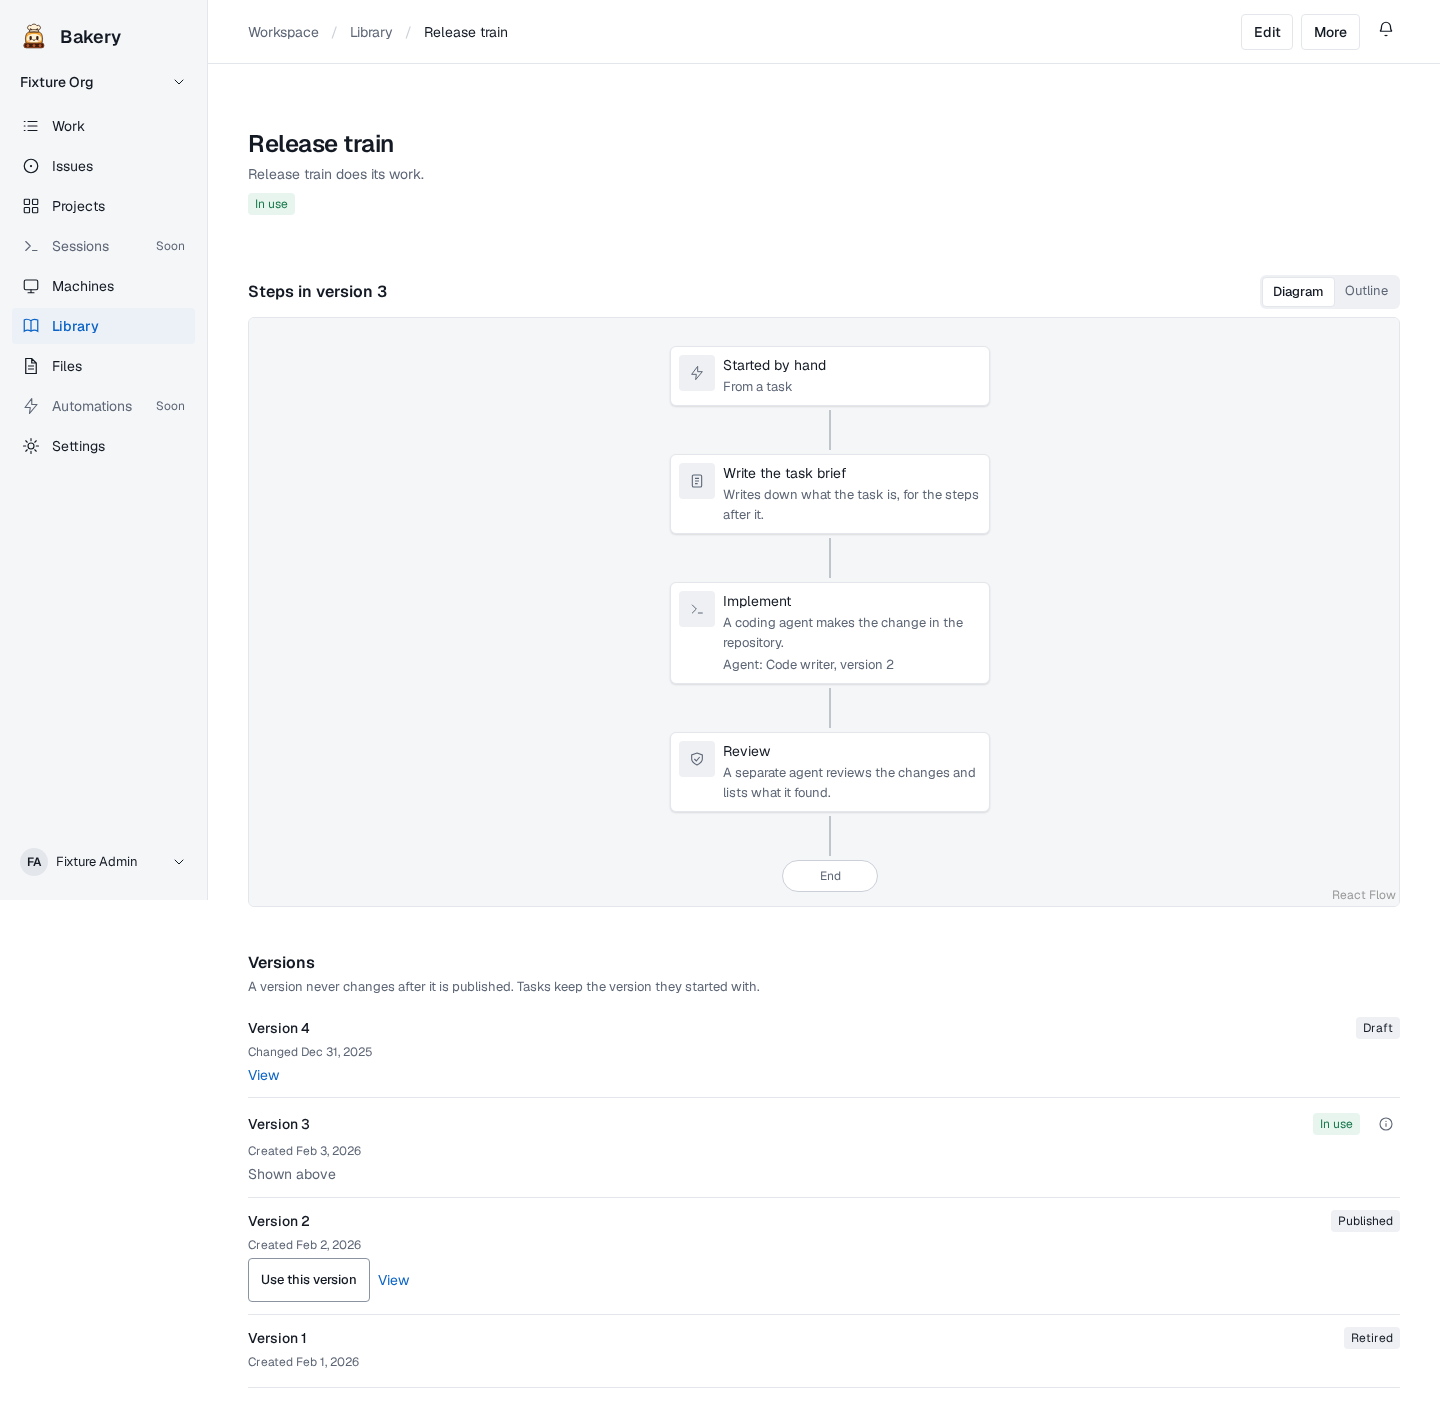 Bakery
Fixture Org
Work
Issues
Projects
Sessions Soon
Machines
Library
Files
Automations Soon
Settings
FA Fixture Admin
Workspace / Library / Release train
Edit More
Release train
Release train does its work.
In use
Steps in version 3
Diagram Outline
Started by hand
From a task
Write the task brief
Writes down what the task is, for the steps
after it.
Implement
A coding agent makes the change in the
repository.
Agent: Code writer, version 2
Review
A separate agent reviews the changes and
lists what it found.
End
React Flow
Versions
A version never changes after it is published. Tasks keep the version they started with.
Version 4 Draft
Changed Dec 31, 2025
View
Version 3 In use
Created Feb 3, 2026
Shown above
Version 2 Published
Created Feb 2, 2026
Use this version View
Version 1 Retired
Created Feb 1, 2026